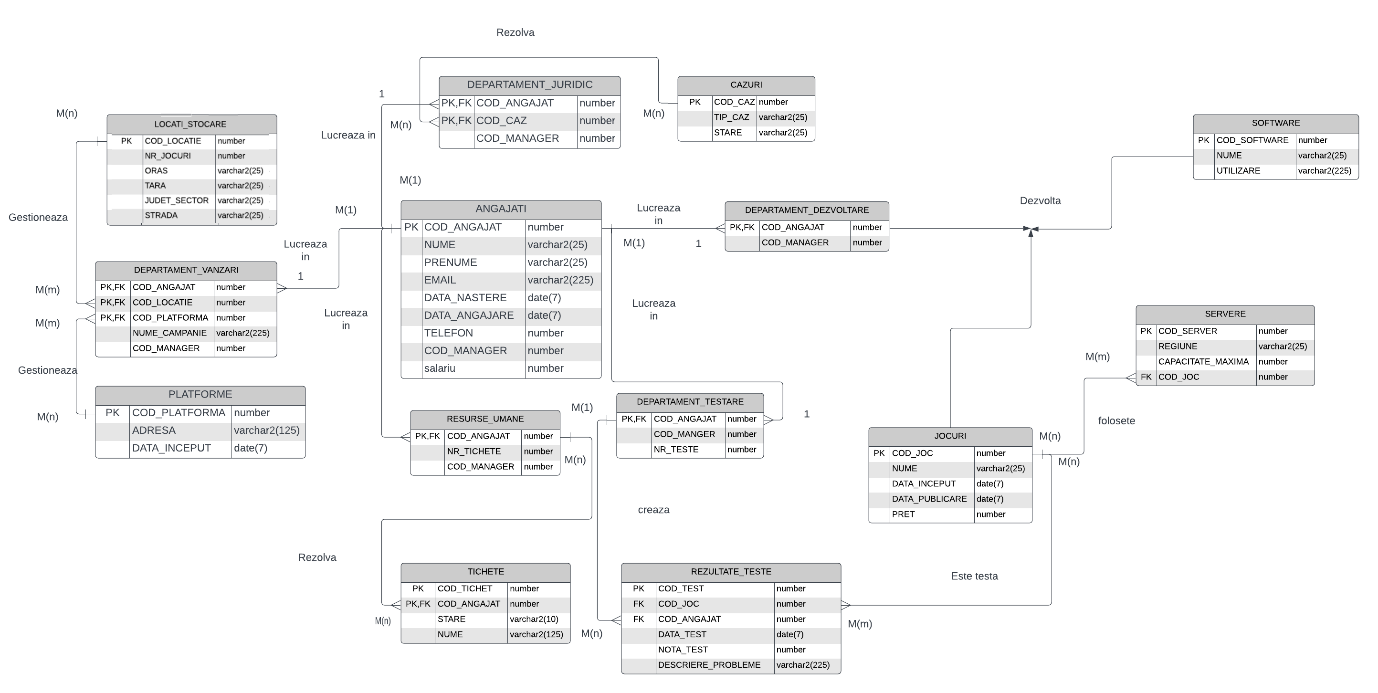 Rezolva
DEPARTAMENT_JURIDIC
PK,FK COD_ANGAJAT number
PK,FK COD_CAZ number
COD_MANAGER number
CAZURI
PK COD_CAZ number
TIP_CAZ varchar2(25)
STARE varchar2(25)
1
M(n)
M(n)
M(n)
Lucreaza in
LOCATI_STOCARE
PK COD_LOCATIE number
NR_JOCURI number
ORAS varchar2(25)
TARA varchar2(25)
JUDET_SECTOR varchar2(25)
STRADA varchar2(25)
SOFTWARE
PK COD_SOFTWARE number
NUME varchar2(25)
UTILIZARE varchar2(225)
M(1)
M(1)
Gestioneaza
Lucreaza
in
1
ANGAJATI
PK COD_ANGAJAT number
NUME varchar2(25)
PRENUME varchar2(25)
EMAIL varchar2(225)
DATA_NASTERE date(7)
DATA_ANGAJARE date(7)
TELEFON number
COD_MANAGER number
salariu number
Lucreaza
in
M(1)
1
DEPARTAMENT_DEZVOLTARE
PK,FK COD_ANGAJAT number
COD_MANAGER number
Dezvolta
DEPARTAMENT_VANZARI
PK,FK COD_ANGAJAT number
PK,FK COD_LOCATIE number
PK,FK COD_PLATFORMA number
NUME_CAMPANIE varchar2(225)
COD_MANAGER number
M(m)
M(m)
Lucreaza
in
Lucreaza
in
SERVERE
PK COD_SERVER number
REGIUNE varchar2(25)
CAPACITATE_MAXIMA number
FK COD_JOC number
M(m)
Gestioneaza
M(n)
PLATFORME
PK COD_PLATFORMA number
ADRESA varchar2(125)
DATA_INCEPUT date(7)
RESURSE_UMANE
PK,FK COD_ANGAJAT number
NR_TICHETE number
COD_MANAGER number
M(1)
M(n)
DEPARTAMENT_TESTARE
PK,FK COD_ANGAJAT number
COD_MANGER number
NR_TESTE number
1
JOCURI
PK COD_JOC number
NUME varchar2(25)
DATA_INCEPUT date(7)
DATA_PUBLICARE date(7)
PRET number
M(n)
M(n)
folosete
creaza
Rezolva
TICHETE
PK COD_TICHET number
PK,FK COD_ANGAJAT number
STARE varchar2(10)
NUME varchar2(125)
M(n)
REZULTATE_TESTE
PK COD_TEST number
FK COD_JOC number
FK COD_ANGAJAT number
DATA_TEST date(7)
NOTA_TEST number
DESCRIERE_PROBLEME varchar2(225)
M(n)
M(m)
Este testa